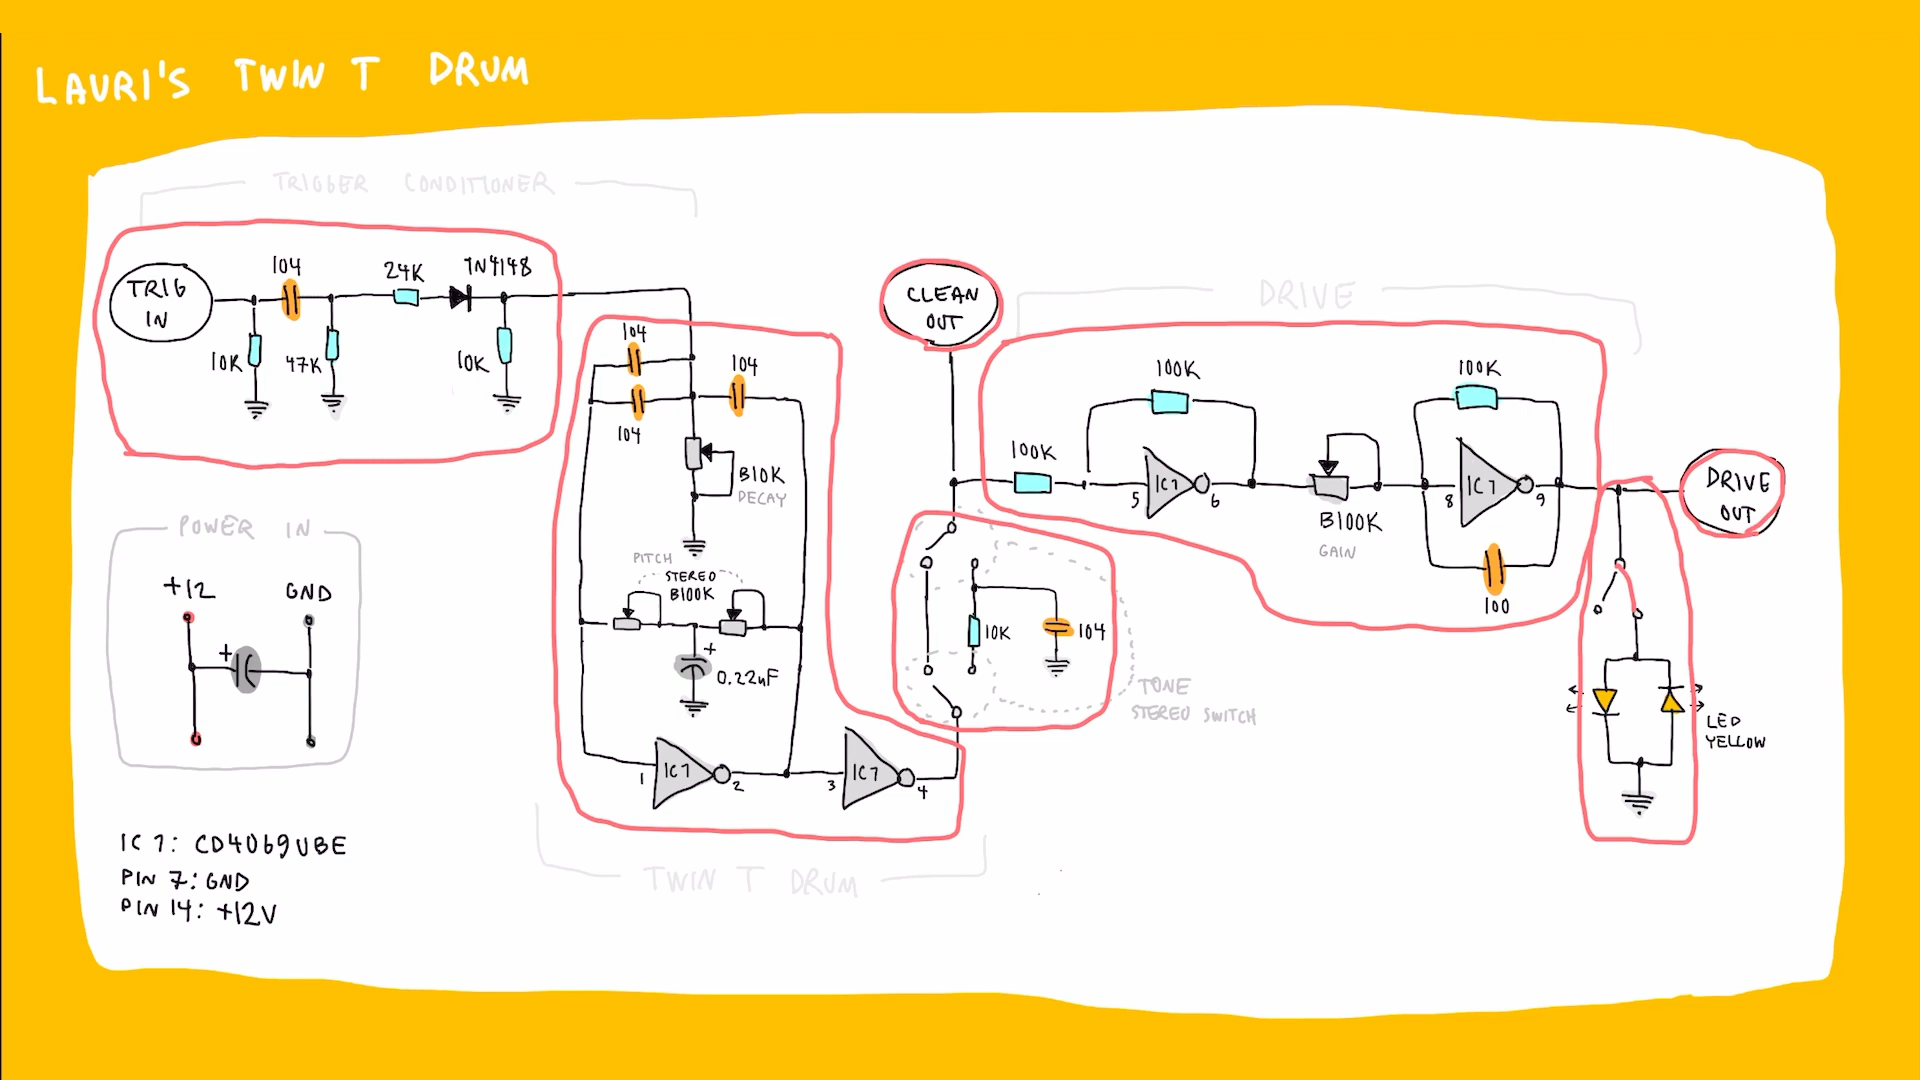 LAURI'S TWIN T DRUM
TRIGGER CONDITIONER
TRIG
IN
104
24K
1N4148
10K
47K
10K
104
104
104
B10K
DECAY
PITCH
STEREO
B100K
+
0.22uF
1
IC1
2
3
IC1
4
TWIN T DRUM
POWER IN
+12
GND
+
IC 1: CD4069UBE
PIN 7: GND
PIN 14: +12V
CLEAN
OUT
DRIVE
100K
100K
100K
5
IC1
6
B100K
GAIN
8
IC1
9
100
DRIVE
OUT
10K
104
TONE
STEREO SWITCH
LED
YELLOW